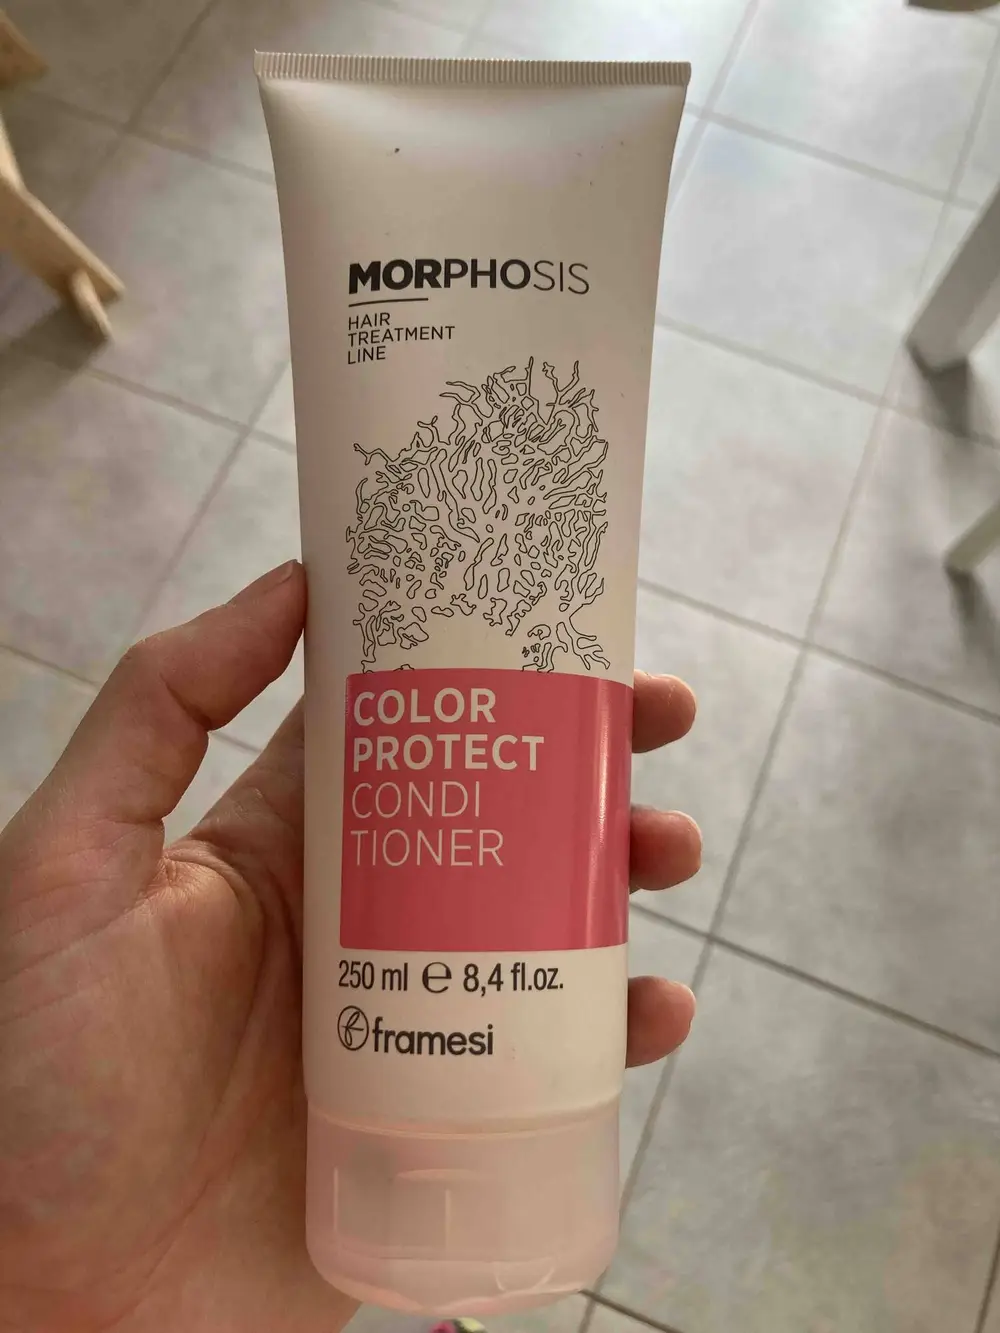 MORPHOSIS
HAIR
TREATMENT
LINE
COLOR
PROTECT
CONDI
TIONER
250 ml ℮ 8,4 fl.oz.
framesi